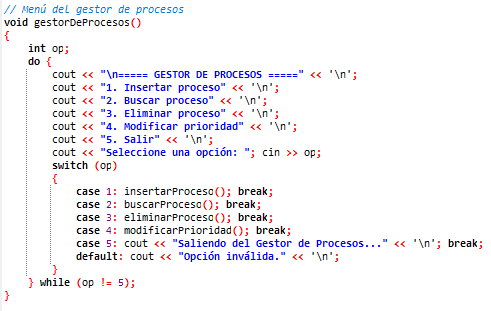 // Menú del gestor de procesos
void gestorDeProcesos()
{
    int op;
    do {
        cout << "\n===== GESTOR DE PROCESOS =====" << '\n';
        cout << "1. Insertar proceso" << '\n';
        cout << "2. Buscar proceso" << '\n';
        cout << "3. Eliminar proceso" << '\n';
        cout << "4. Modificar prioridad" << '\n';
        cout << "5. Salir" << '\n';
        cout << "Seleccione una opción: "; cin >> op;
        switch (op)
        {
            case 1: insertarProceso(); break;
            case 2: buscarProceso(); break;
            case 3: eliminarProceso(); break;
            case 4: modificarPrioridad(); break;
            case 5: cout << "Saliendo del Gestor de Procesos..." << '\n'; break;
            default: cout << "Opción inválida." << '\n';
        }
    } while (op != 5);
}